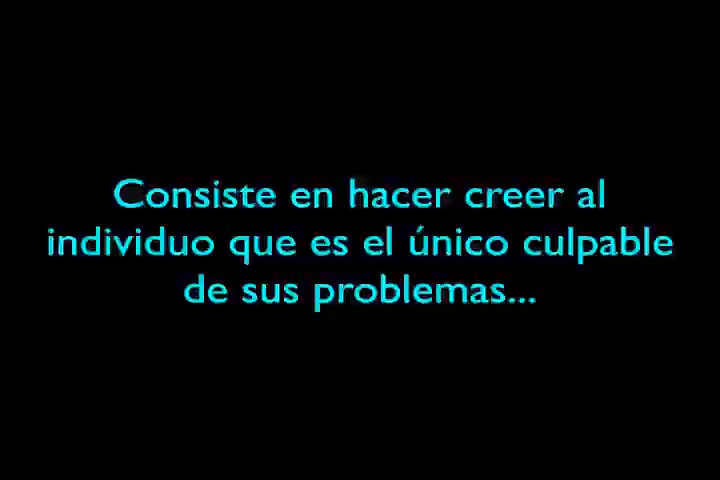 Consiste en hacer creer al
individuo que es el único culpable
de sus problemas...